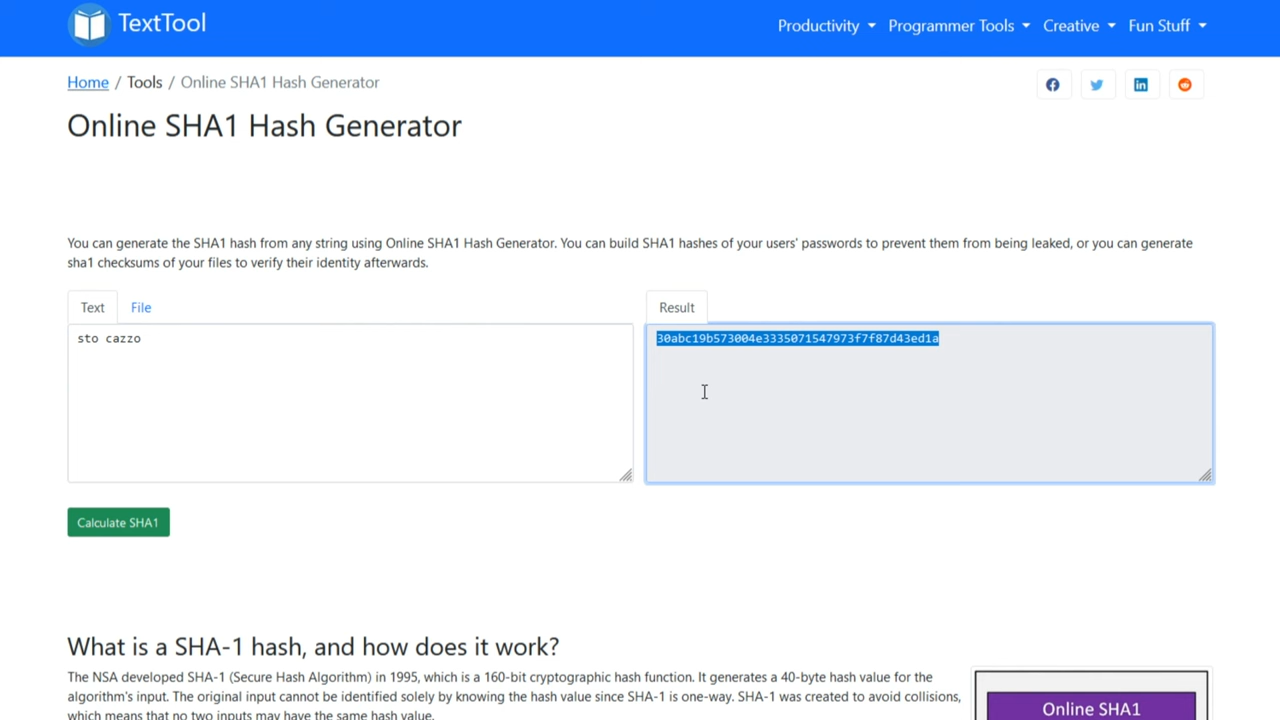 TextTool
Productivity
Programmer Tools
Creative
Fun Stuff
Home / Tools / Online SHA1 Hash Generator
Online SHA1 Hash Generator
You can generate the SHA1 hash from any string using Online SHA1 Hash Generator. You can build SHA1 hashes of your users' passwords to prevent them from being leaked, or you can generate
sha1 checksums of your files to verify their identity afterwards.
Text
File
sto cazzo
Result
30abc19b573004e3335071547973f7f87d43ed1a
Calculate SHA1
What is a SHA-1 hash, and how does it work?
The NSA developed SHA-1 (Secure Hash Algorithm) in 1995, which is a 160-bit cryptographic hash function. It generates a 40-byte hash value for the
algorithm's input. The original input cannot be identified solely by knowing the hash value since SHA-1 is one-way. SHA-1 was created to avoid collisions,
which means that no two inputs may have the same hash value.
Online SHA1